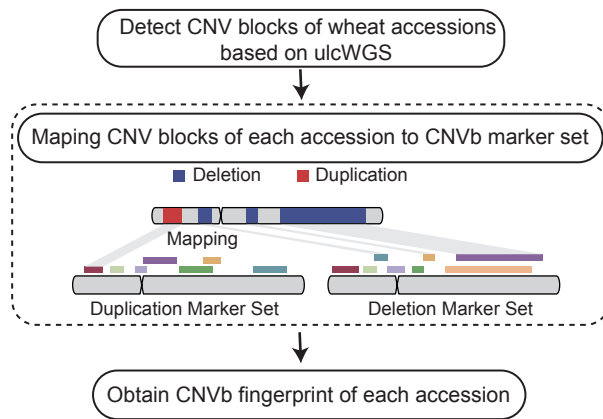 Detect CNV blocks of wheat accessions
based on ulcWGS
Maping CNV blocks of each accession to CNVb marker set
Deletion Duplication
Mapping
Duplication Marker Set Deletion Marker Set
Obtain CNVb fingerprint of each accession